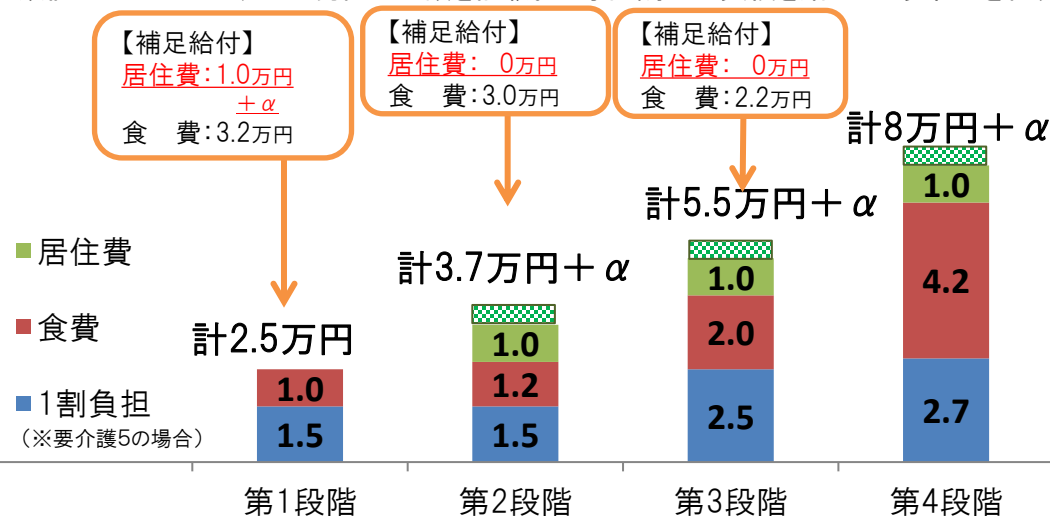 【補足給付】
居住費:1.0万円
+α
食　費:3.2万円
【補足給付】
居住費:　0万円
食　費:3.0万円
【補足給付】
居住費:　0万円
食　費:2.2万円
計8万円+α
1.0
4.2
2.7
計5.5万円+α
1.0
2.0
2.5
計3.7万円+α
1.0
1.2
1.5
計2.5万円
1.0
1.5
■居住費
■食費
■1割負担
(※要介護5の場合)
第1段階
第2段階
第3段階
第4段階